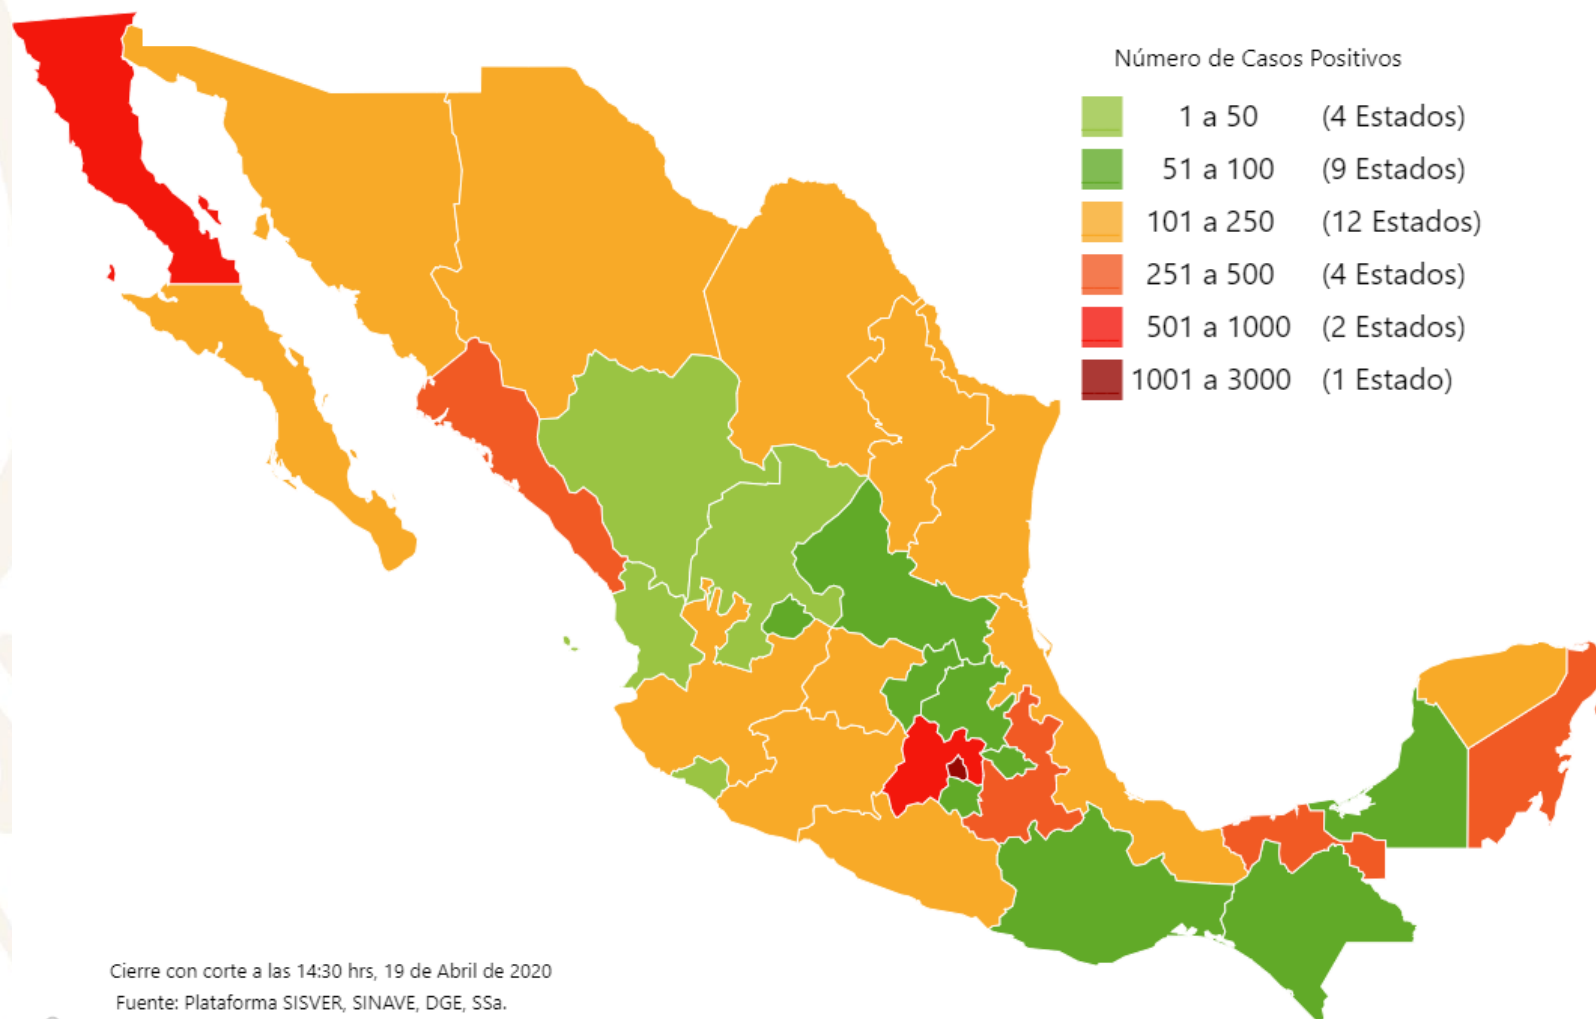 Número de Casos Positivos
1 a 50 (4 Estados)
51 a 100 (9 Estados)
101 a 250 (12 Estados)
251 a 500 (4 Estados)
501 a 1000 (2 Estados)
1001 a 3000 (1 Estado)
Cierre con corte a las 14:30 hrs, 19 de Abril de 2020
Fuente: Plataforma SISVER, SINAVE, DGE, SSa.